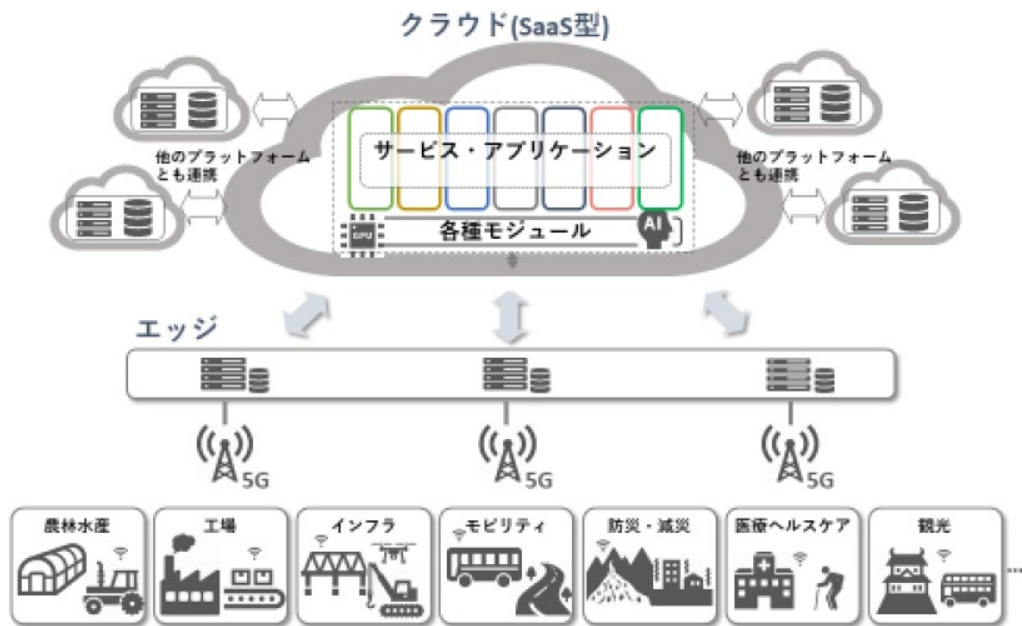 クラウド(SaaS型)
サービス・アプリケーション
他のプラットフォーム
とも連携
他のプラットフォーム
とも連携
GPU
各種モジュール
AI
エッジ
5G
5G
5G
農林水産
工場
インフラ
モビリティ
防災・減災
医療ヘルスケア
観光
...